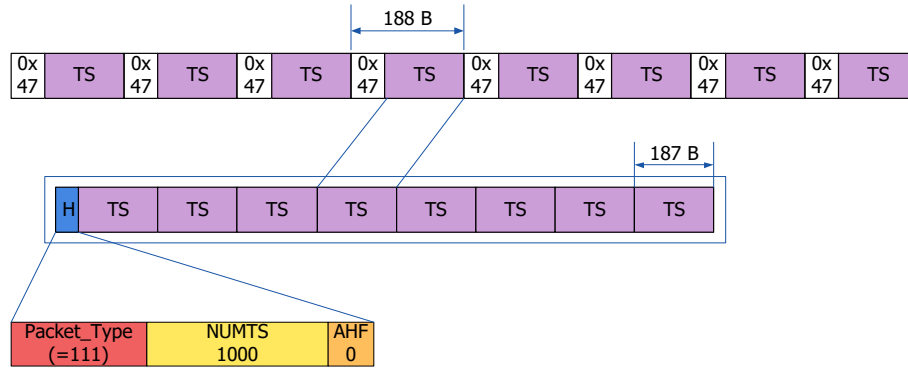 188 B
0x 47 TS 0x 47 TS 0x 47 TS 0x 47 TS 0x 47 TS 0x 47 TS 0x 47 TS 0x 47 TS
187 B
H TS TS TS TS TS TS TS TS
Packet_Type NUMTS AHF
(=111) 1000 0